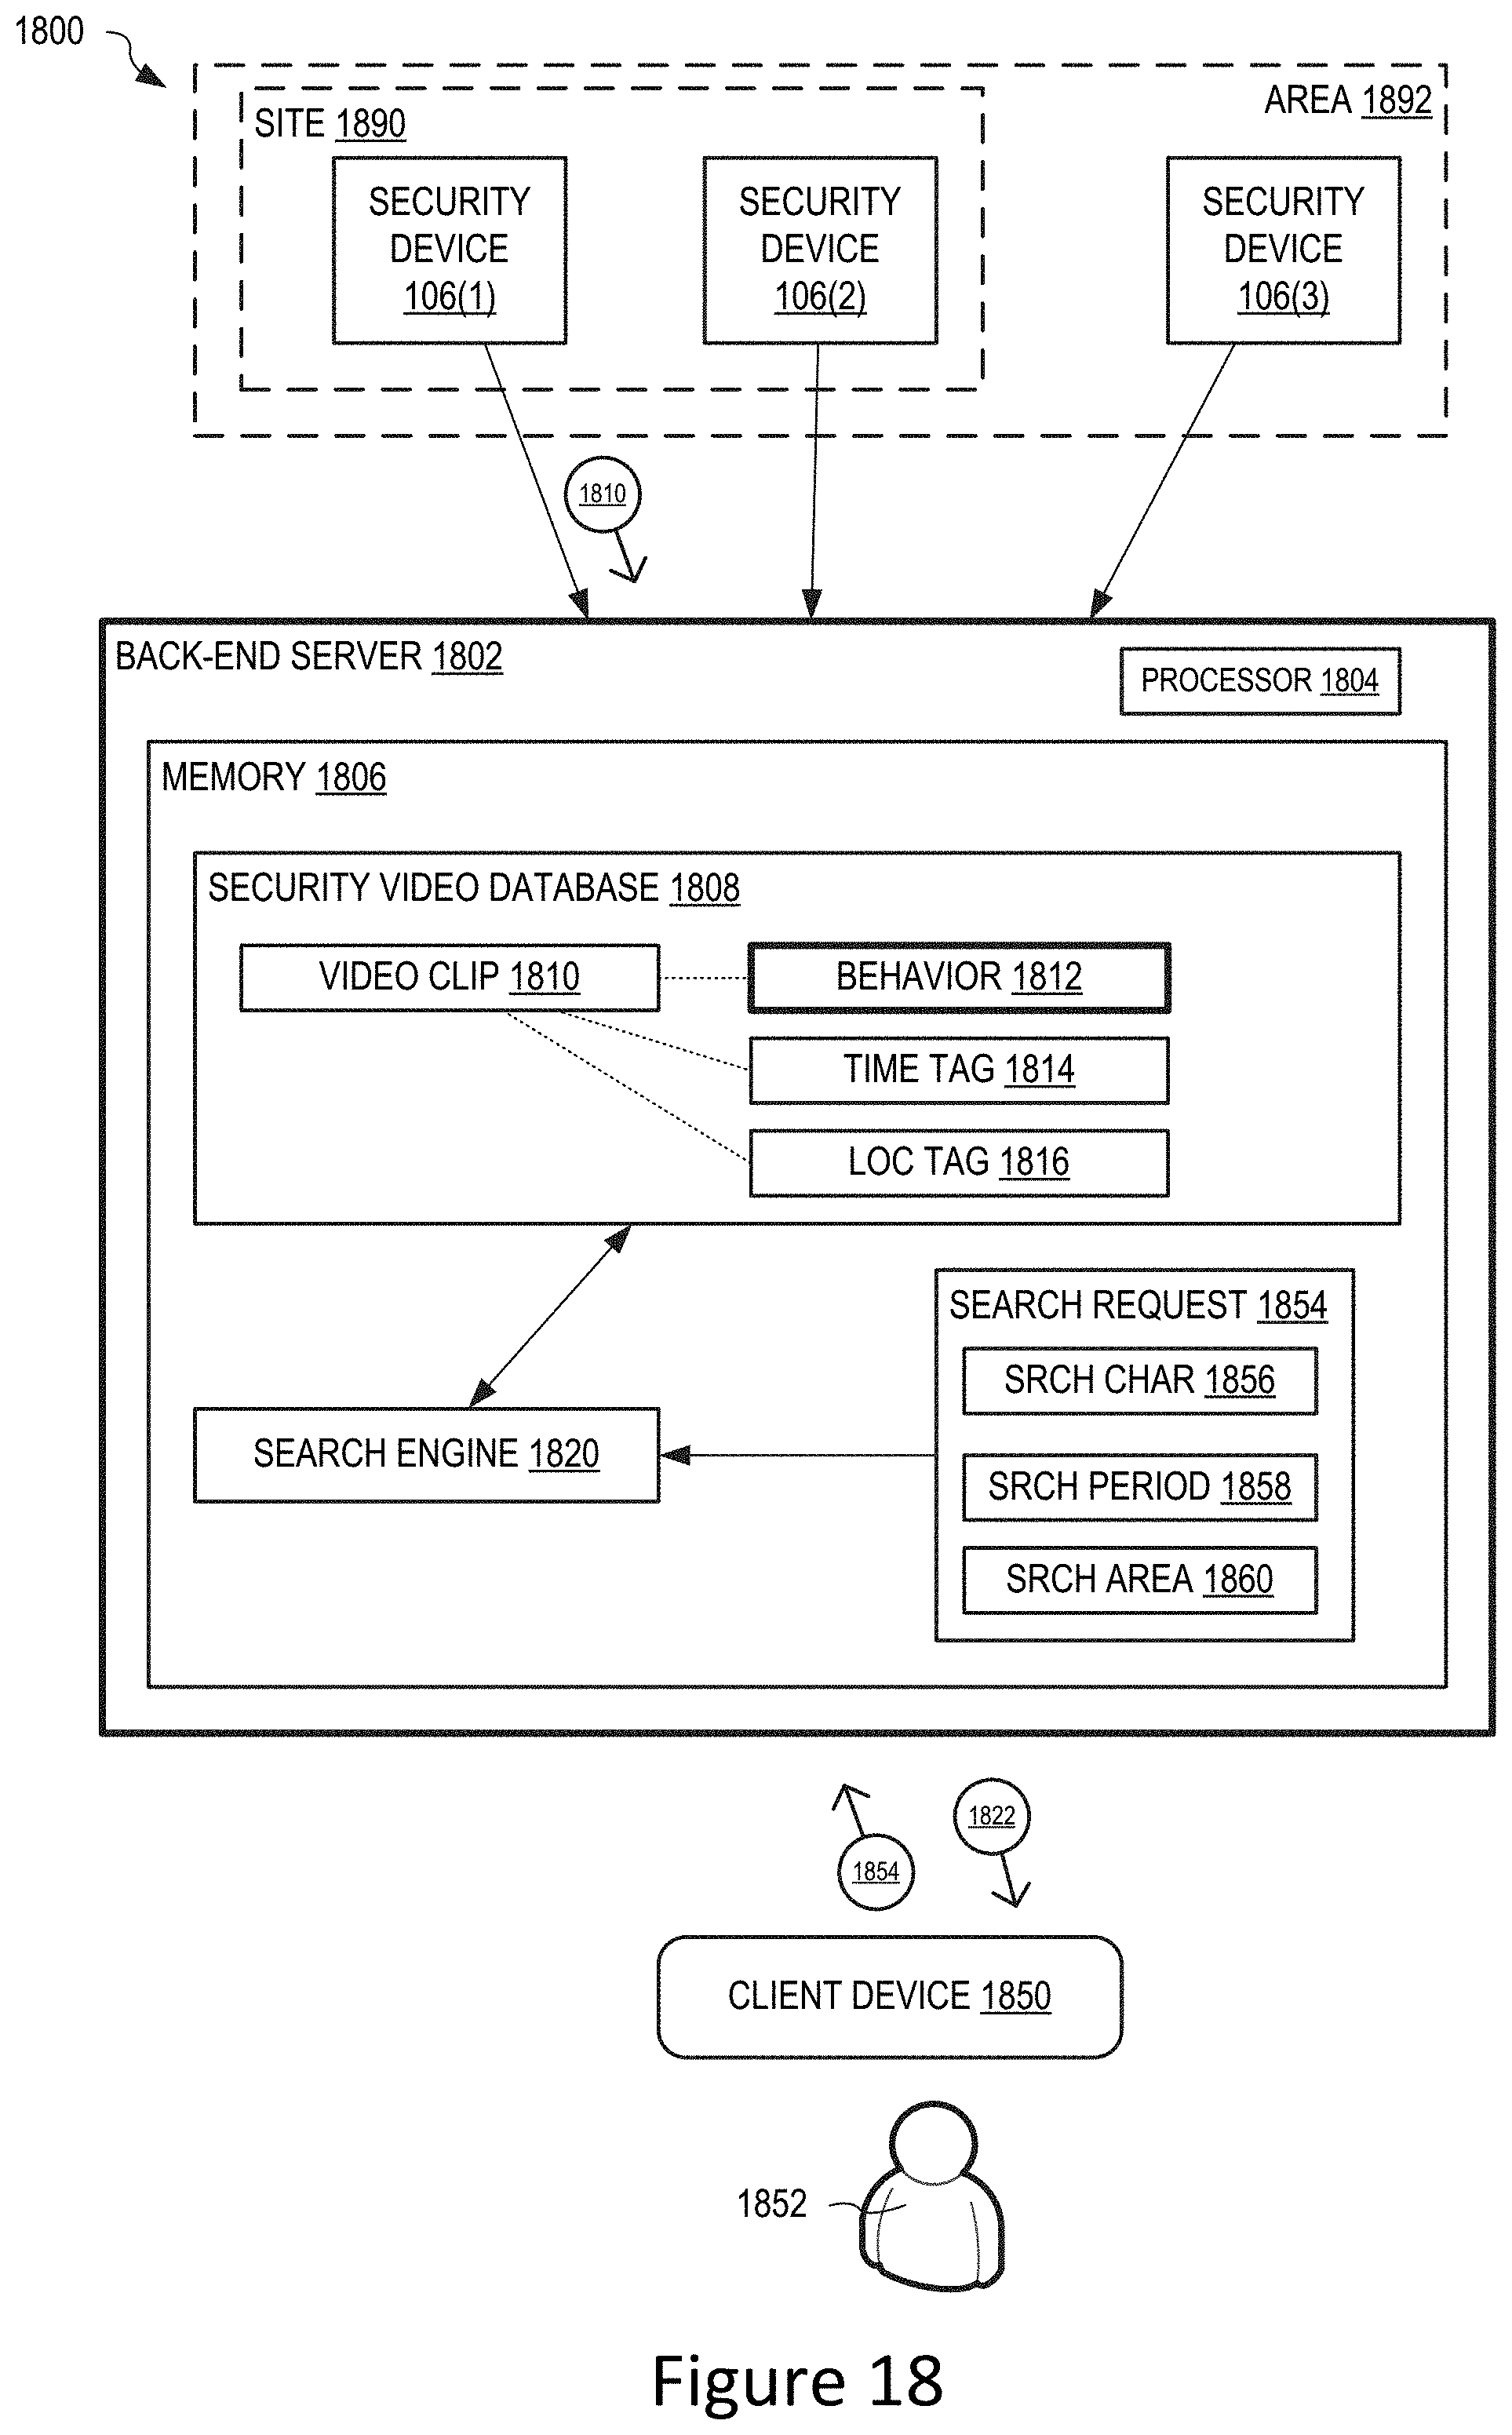 1800
AREA 1892
SITE 1890
SECURITY
DEVICE
106(1)
SECURITY
DEVICE
106(2)
SECURITY
DEVICE
106(3)
1810
BACK-END SERVER 1802
PROCESSOR 1804
MEMORY 1806
SECURITY VIDEO DATABASE 1808
VIDEO CLIP 1810
BEHAVIOR 1812
TIME TAG 1814
LOC TAG 1816
SEARCH REQUEST 1854
SRCH CHAR 1856
SEARCH ENGINE 1820
SRCH PERIOD 1858
SRCH AREA 1860
1822
1854
CLIENT DEVICE 1850
1852
Figure 18